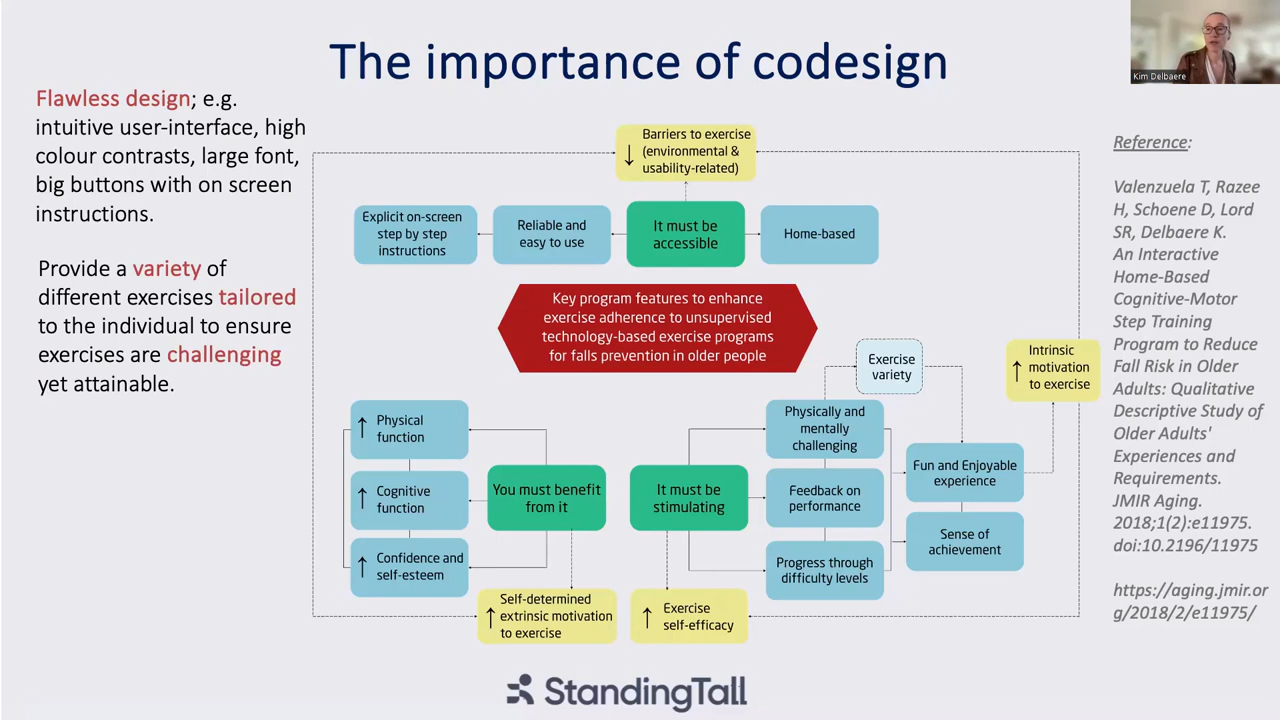 The importance of codesign
Kim Delbaere
Flawless design; e.g.
intuitive user-interface, high
colour contrasts, large font,
big buttons with on screen
instructions.
Provide a variety of
different exercises tailored
to the individual to ensure
exercises are challenging
yet attainable.
↓ Barriers to exercise
(environmental &
usability-related)
Explicit on-screen
step by step
instructions
Reliable and
easy to use
It must be
accessible
Home-based
Key program features to enhance
exercise adherence to unsupervised
technology-based exercise programs
for falls prevention in older people
Exercise
variety
↑ Intrinsic
motivation
to exercise
↑ Physical
function
↑ Cognitive
function
↑ Confidence and
self-esteem
You must benefit
from it
It must be
stimulating
Physically and
mentally
challenging
Feedback on
performance
Progress through
difficulty levels
Fun and Enjoyable
experience
Sense of
achievement
↑ Self-determined
extrinsic motivation
to exercise
↑ Exercise
self-efficacy
Reference:
Valenzuela T, Razee
H, Schoene D, Lord
SR, Delbaere K.
An Interactive
Home-Based
Cognitive-Motor
Step Training
Program to Reduce
Fall Risk in Older
Adults: Qualitative
Descriptive Study of
Older Adults'
Experiences and
Requirements.
JMIR Aging.
2018;1(2):e11975.
doi:10.2196/11975
https://aging.jmir.or
g/2018/2/e11975/
StandingTall